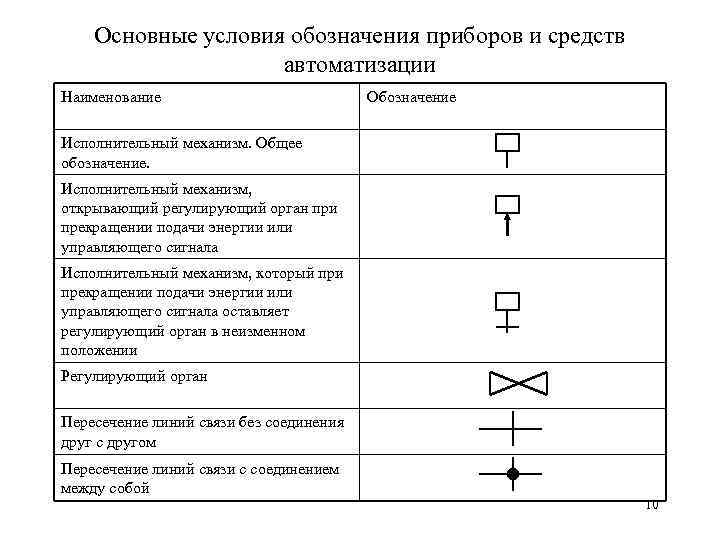 Основные условия обозначения приборов и средств
автоматизации
Наименование
Обозначение
Исполнительный механизм. Общее
обозначение.
Исполнительный механизм,
открывающий регулирующий орган при
прекращении подачи энергии или
управляющего сигнала
Исполнительный механизм, который при
прекращении подачи энергии или
управляющего сигнала оставляет
регулирующий орган в неизменном
положении
Регулирующий орган
Пересечение линий связи без соединения
друг с другом
Пересечение линий связи с соединением
между собой
10